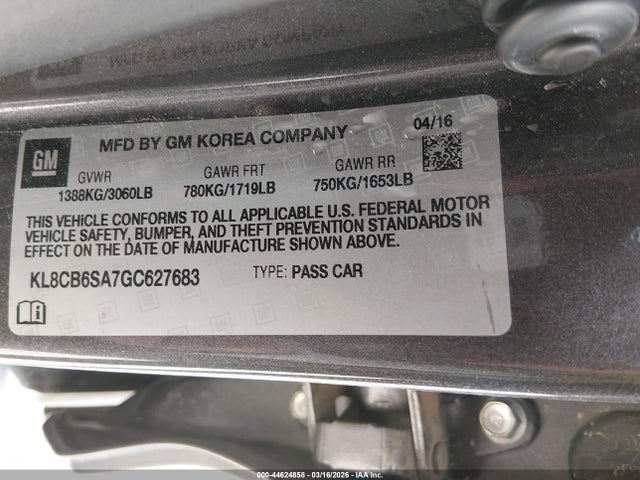 MFD BY GM KOREA COMPANY
04/16
GM
GVWR
GAWR FRT
GAWR RR
1388KG/3060LB
780KG/1719LB
750KG/1653LB
THIS VEHICLE CONFORMS TO ALL APPLICABLE U.S. FEDERAL MOTOR
VEHICLE SAFETY, BUMPER, AND THEFT PREVENTION STANDARDS IN
EFFECT ON THE DATE OF MANUFACTURE SHOWN ABOVE.
KL8CB6SA7GC627683
TYPE: PASS CAR
000-44624858 - 03/16/2026 - IAA Inc.